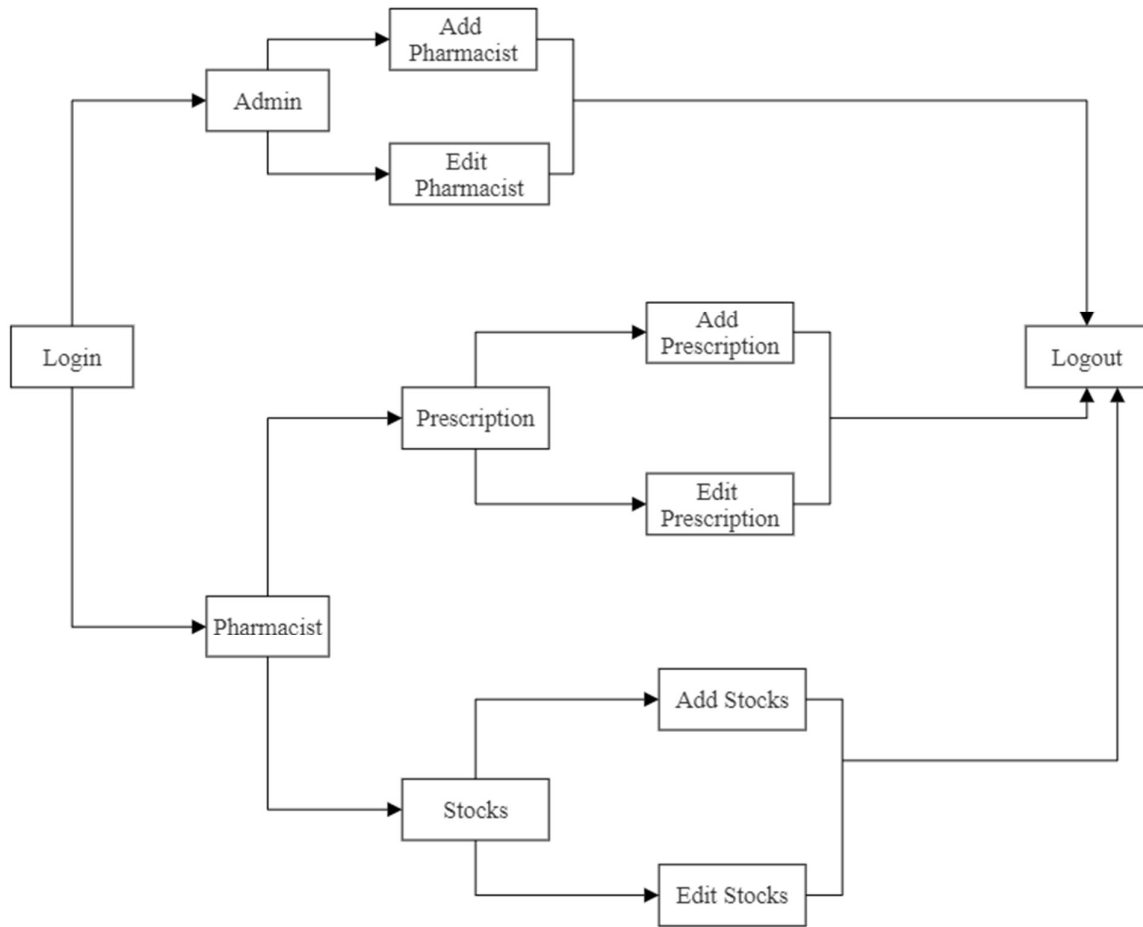 Add
Pharmacist
Admin
Edit
Pharmacist
Login
Add
Prescription
Logout
Prescription
Edit
Prescription
Pharmacist
Add Stocks
Stocks
Edit Stocks